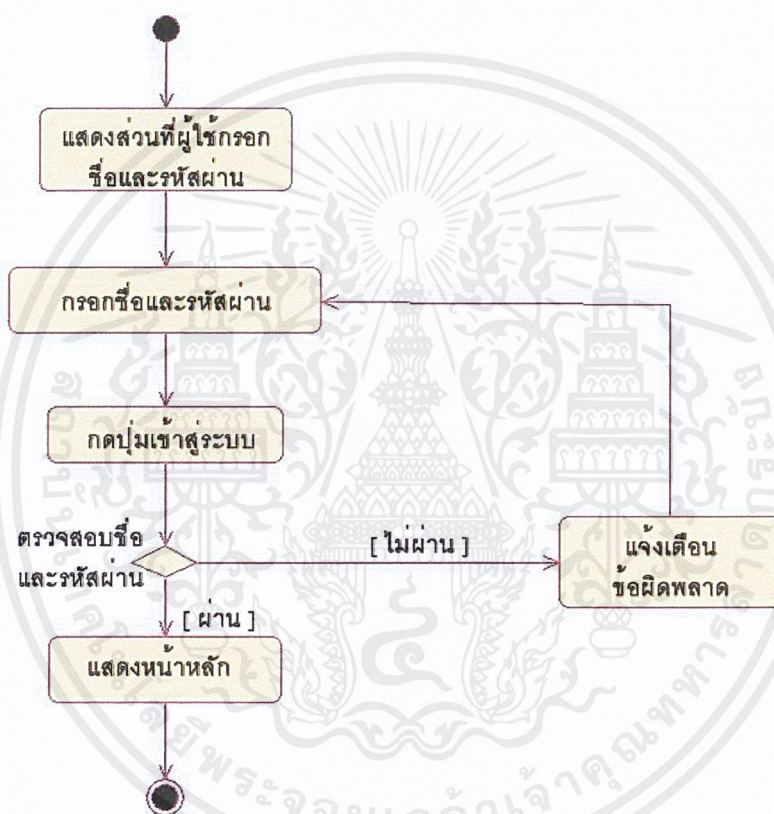 แสดงส่วนที่ผู้ใช้กรอก
ชื่อและรหัสผ่าน
กรอกชื่อและรหัสผ่าน
กดปุ่มเข้าสู่ระบบ
ตรวจสอบชื่อ
และรหัสผ่าน
[ ไม่ผ่าน ]
แจ้งเตือน
ข้อผิดพลาด
[ ผ่าน ]
แสดงหน้าหลัก